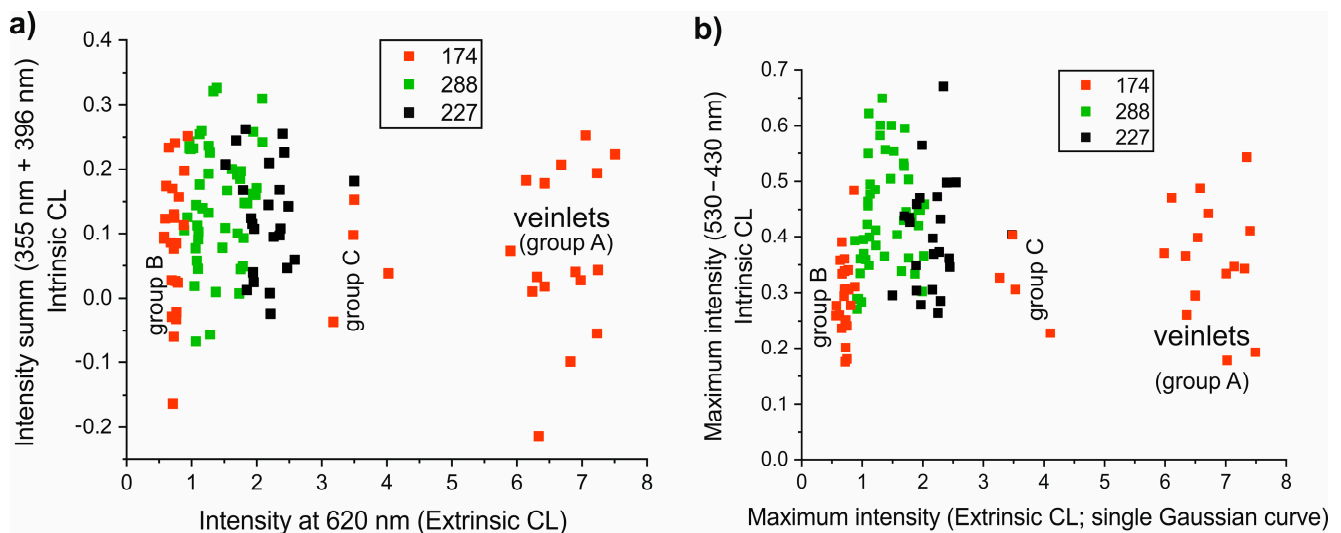 a)
Intensity summ (355 nm + 396 nm)
Intrinsic CL
0.4
0.3
0.2
0.1
0.0
-0.1
-0.2
174
288
227
group B
group C
veinlets
(group A)
0 1 2 3 4 5 6 7 8
Intensity at 620 nm (Extrinsic CL)
b)
Maximum intensity (530–430 nm)
Intrinsic CL
0.7
0.6
0.5
0.4
0.3
0.2
0.1
0.0
174
288
227
group B
group C
veinlets
(group A)
0 1 2 3 4 5 6 7 8
Maximum intensity (Extrinsic CL; single Gaussian curve)